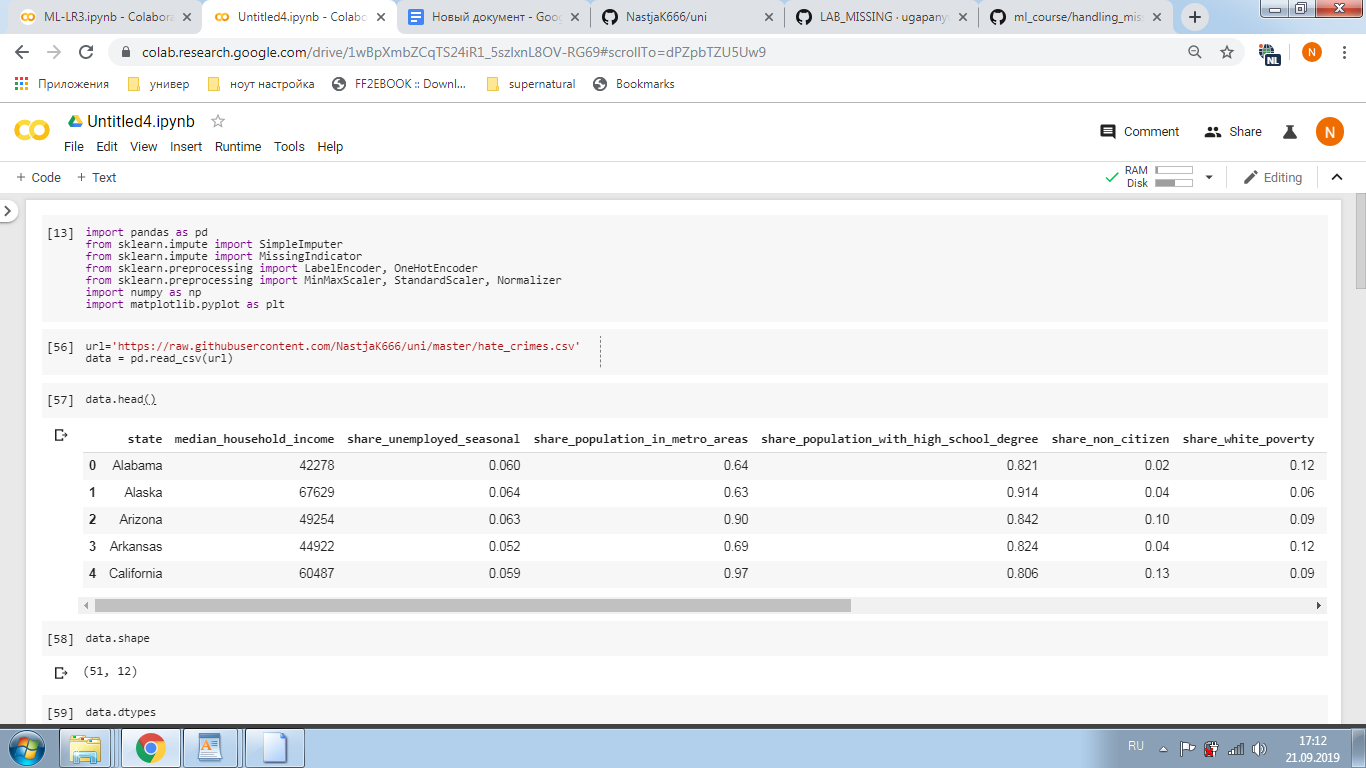 ML-LR3.ipynb - Colabora
Untitled4.ipynb - Colabo
Новый документ - Goog
NastjaK666/uni
LAB_MISSING · ugapanyu
ml_course/handling_miss
colab.research.google.com/drive/1wBpXmbZCqTS24iR1_5szIxnL8OV-RG69#scrollTo=dPZpbTZU5Uw9
NL
N
Приложения
универ
ноут настройка
FF2EBOOK :: Downl...
supernatural
Bookmarks
Untitled4.ipynb
File Edit View Insert Runtime Tools Help
Comment
Share
N
+ Code + Text
RAM
Disk
Editing
[13] import pandas as pd
from sklearn.impute import SimpleImputer
from sklearn.impute import MissingIndicator
from sklearn.preprocessing import LabelEncoder, OneHotEncoder
from sklearn.preprocessing import MinMaxScaler, StandardScaler, Normalizer
import numpy as np
import matplotlib.pyplot as plt
[56] url='https://raw.githubusercontent.com/NastjaK666/uni/master/hate_crimes.csv'
data = pd.read_csv(url)
[57] data.head()
state median_household_income share_unemployed_seasonal share_population_in_metro_areas share_population_with_high_school_degree share_non_citizen share_white_poverty
0 Alabama 42278 0.060 0.64 0.821 0.02 0.12
1 Alaska 67629 0.064 0.63 0.914 0.04 0.06
2 Arizona 49254 0.063 0.90 0.842 0.10 0.09
3 Arkansas 44922 0.052 0.69 0.824 0.04 0.12
4 California 60487 0.059 0.97 0.806 0.13 0.09
[58] data.shape
(51, 12)
[59] data.dtypes
RU
17:12
21.09.2019